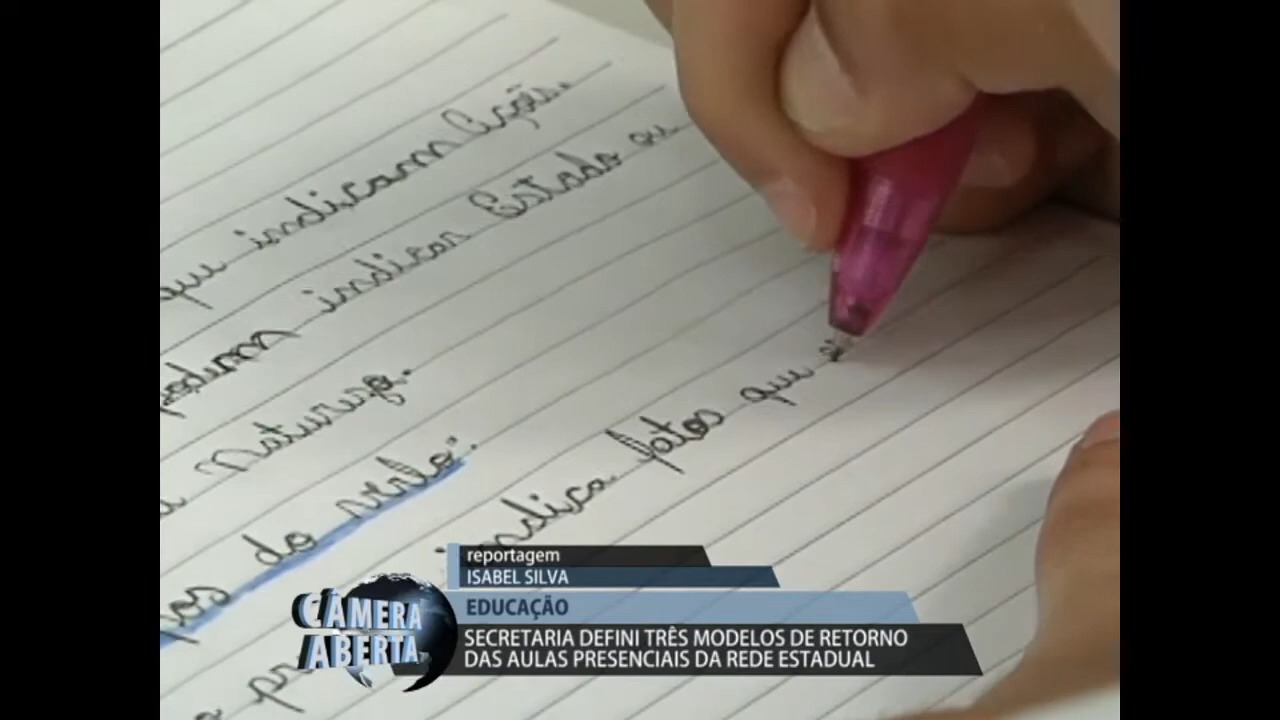 que indicam Ações.
podem indicar Estado ou
Natureza.
do verbo:
indica fatos que
reportagem
ISABEL SILVA
EDUCAÇÃO
CÂMERA
ABERTA
SECRETARIA DEFINI TRÊS MODELOS DE RETORNO
DAS AULAS PRESENCIAIS DA REDE ESTADUAL